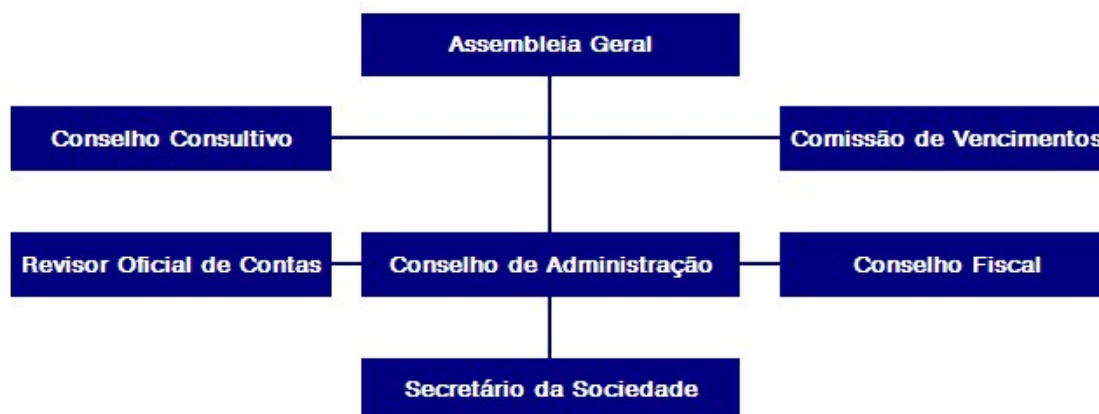 Assembleia Geral
Conselho Consultivo
Comissão de Vencimentos
Revisor Oficial de Contas
Conselho de Administração
Conselho Fiscal
Secretário da Sociedade